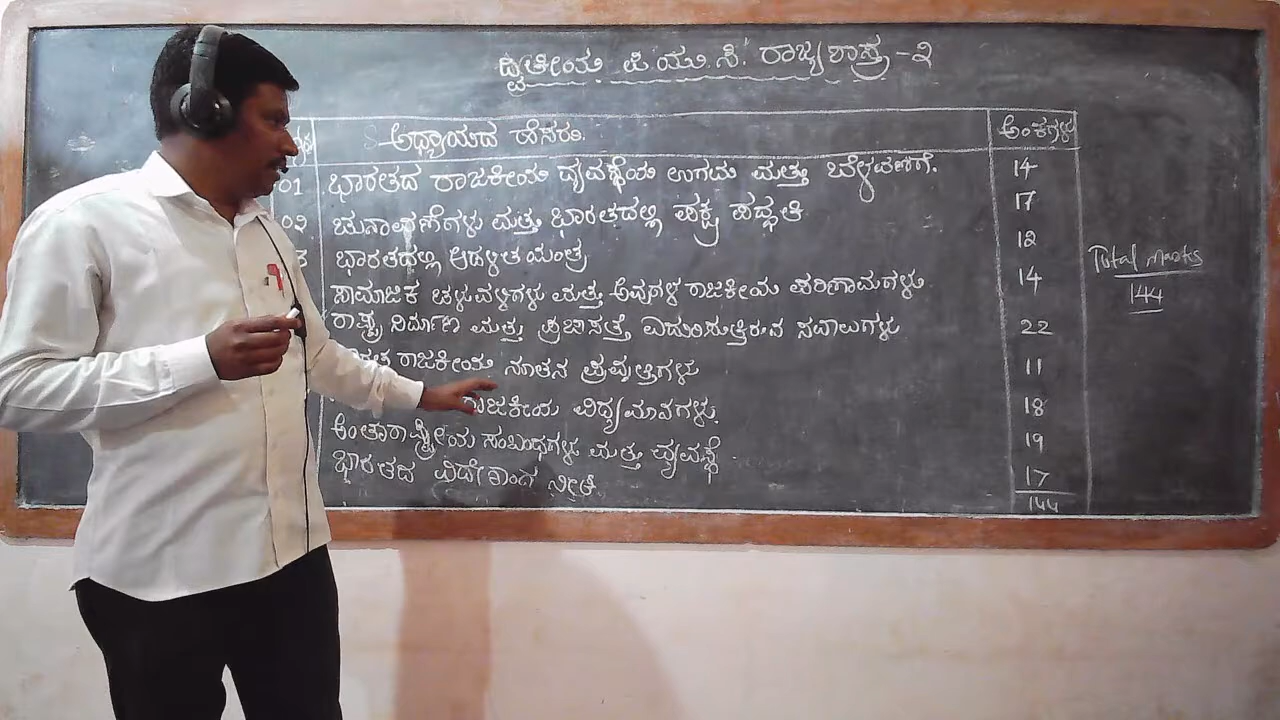 ದ್ವಿತೀಯ ಪಿ.ಯು.ಸಿ. ರಾಜ್ಯಶಾಸ್ತ್ರ-೨
ಅಧ್ಯಾಯದ ಹೆಸರು. ಅಂಕಗಳು
01 ಭಾರತದ ರಾಜಕೀಯ ವ್ಯವಸ್ಥೆಯ ಉಗಮ ಮತ್ತು ಬೆಳವಣಿಗೆ. 14
೦೨ ಚುನಾವಣೆಗಳು ಮತ್ತು ಭಾರತದಲ್ಲಿ ಪಕ್ಷ ಪದ್ಧತಿ 17
ಭಾರತದಲ್ಲಿ ಆಡಳಿತ ಯಂತ್ರ 12
ಸಾಮಾಜಿಕ ಚಳುವಳಿಗಳು ಮತ್ತು ಅವುಗಳ ರಾಜಕೀಯ ಪರಿಣಾಮಗಳು 14
ರಾಷ್ಟ್ರ ನಿರ್ಮಾಣ ಮತ್ತು ಪ್ರಜಾಸತ್ತೆ ಎದುರಿಸುತ್ತಿರುವ ಸವಾಲುಗಳು 22
ರಾಜಕೀಯ ನೂತನ ಪ್ರವೃತ್ತಿಗಳು 11
ರಾಜಕೀಯ ವಿದ್ಯಮಾನಗಳು. 18
ಅಂತಾರಾಷ್ಟ್ರೀಯ ಸಂಬಂಧಗಳು ಮತ್ತು ವ್ಯವಸ್ಥೆ. 19
ಭಾರತದ ವಿದೇಶಾಂಗ ನೀತಿ 17
144
Total marks
144